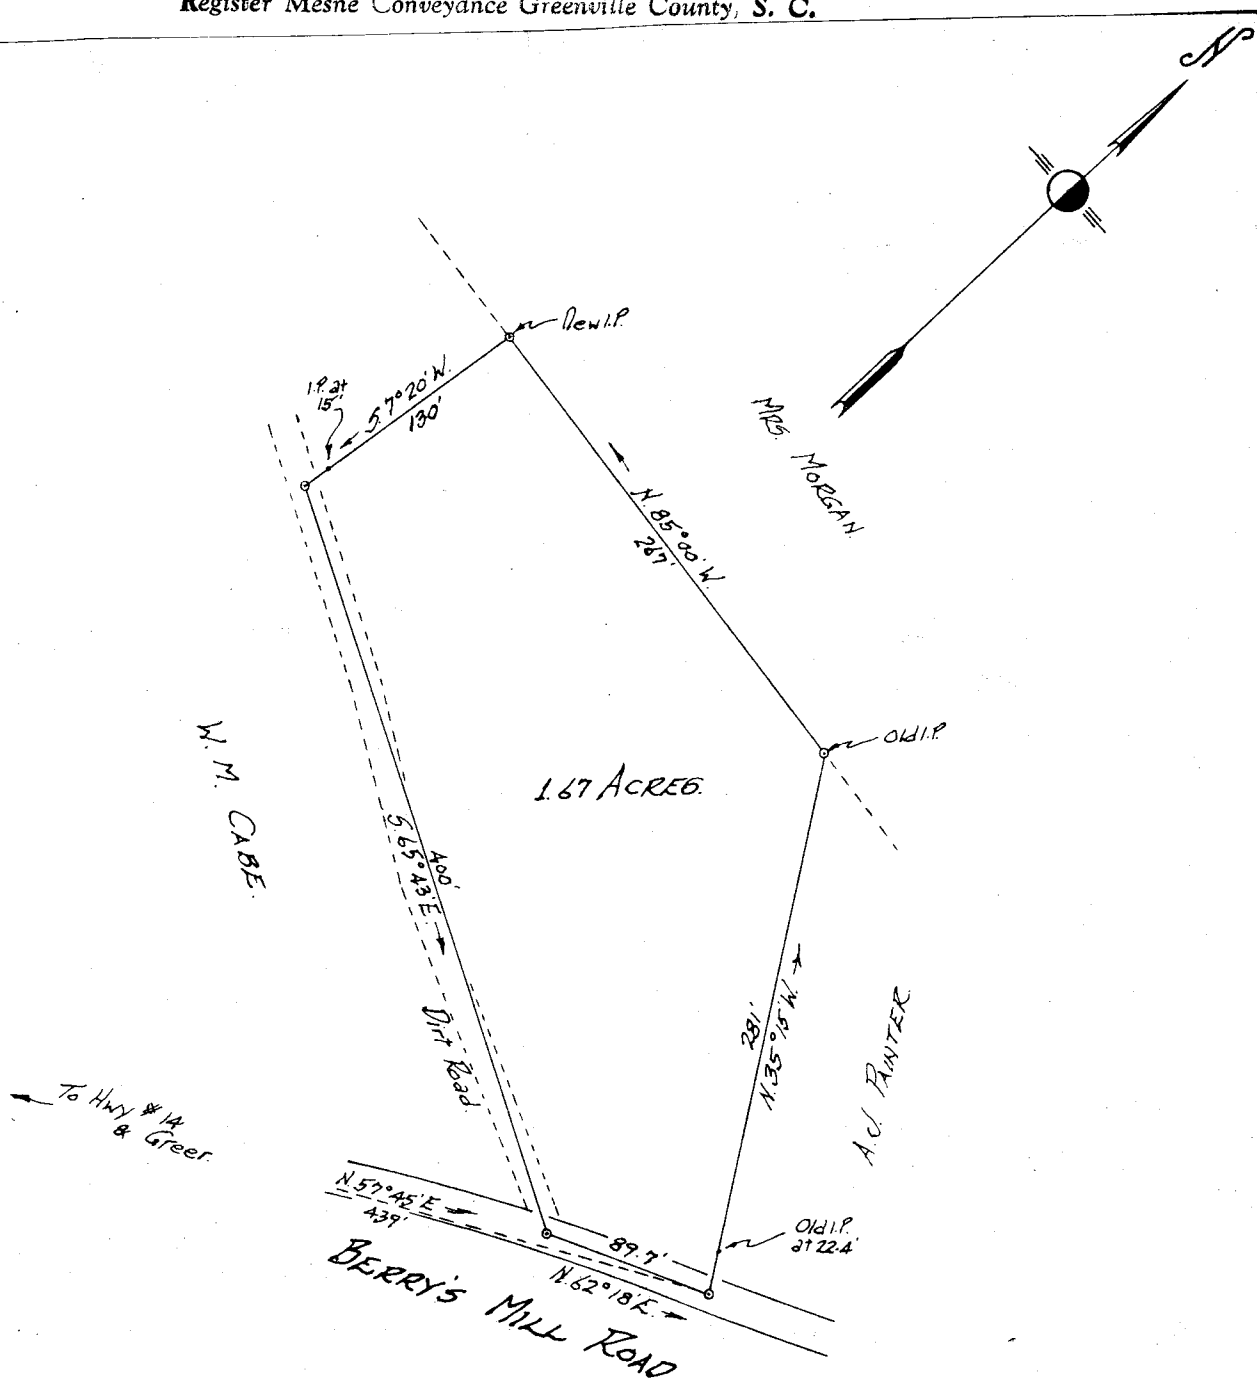 Register Mesne Conveyance Greenville County, S. C.
N
New I.P.
I.P. at
15'
S. 7° 20' W.
130'
MRS. MORGAN.
N. 85° 00' W.
267'
Old I.P.
W. M. CABE.
1.67 ACRES.
400'
S. 65° 43' E.
Dirt Road.
281'
N. 35° 15' W.
A. J. PAINTER.
To Hwy # 14
& Greer.
N. 57° 45' E
439'
89.7'
Old I.P.
at 22.4'
N. 62° 18' E.
BERRY'S MILL ROAD